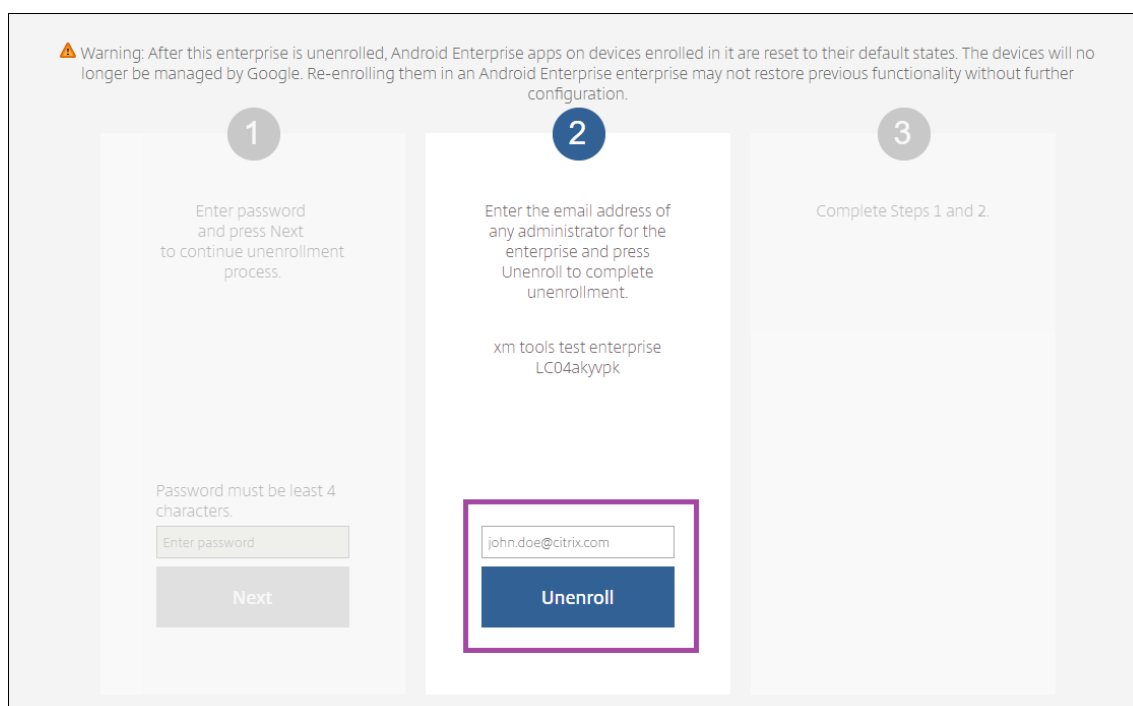 Warning: After this enterprise is unenrolled, Android Enterprise apps on devices enrolled in it are reset to their default states. The devices will no
longer be managed by Google. Re-enrolling them in an Android Enterprise enterprise may not restore previous functionality without further
configuration.
1
Enter password
and press Next
to continue unenrollment
process.
Password must be least 4
characters.
Enter password
Next
2
Enter the email address of
any administrator for the
enterprise and press
Unenroll to complete
unenrollment.
xm tools test enterprise
LC04akyvpk
john.doe@citrix.com
Unenroll
3
Complete Steps 1 and 2.